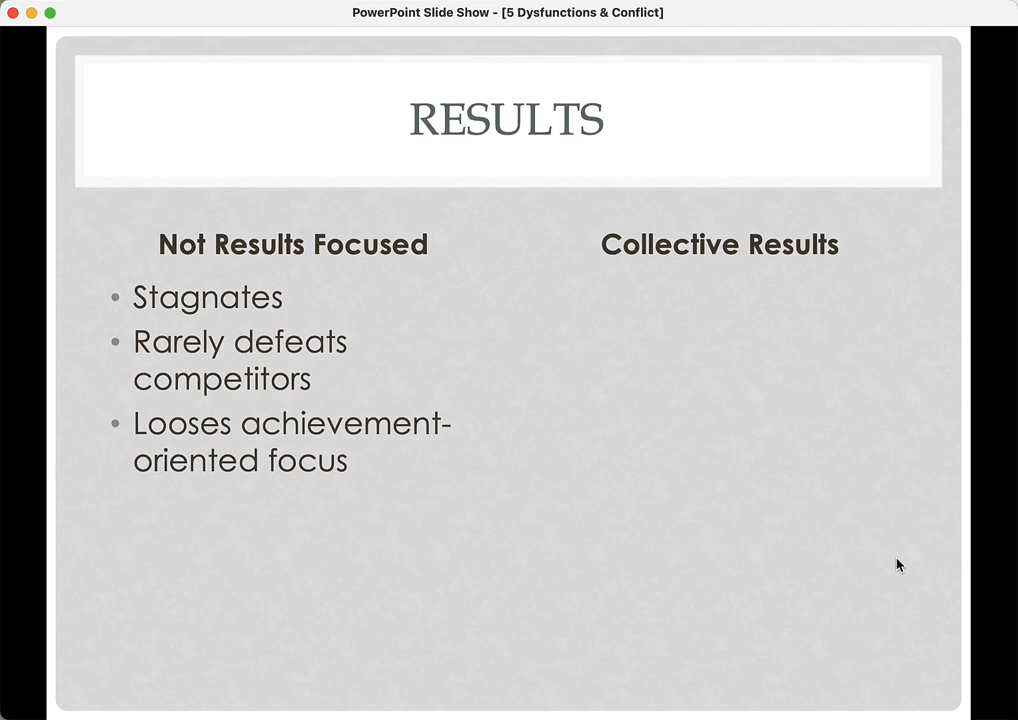 PowerPoint Slide Show - [5 Dysfunctions & Conflict]
RESULTS
Not Results Focused
• Stagnates
• Rarely defeats
competitors
• Looses achievement-
oriented focus
Collective Results